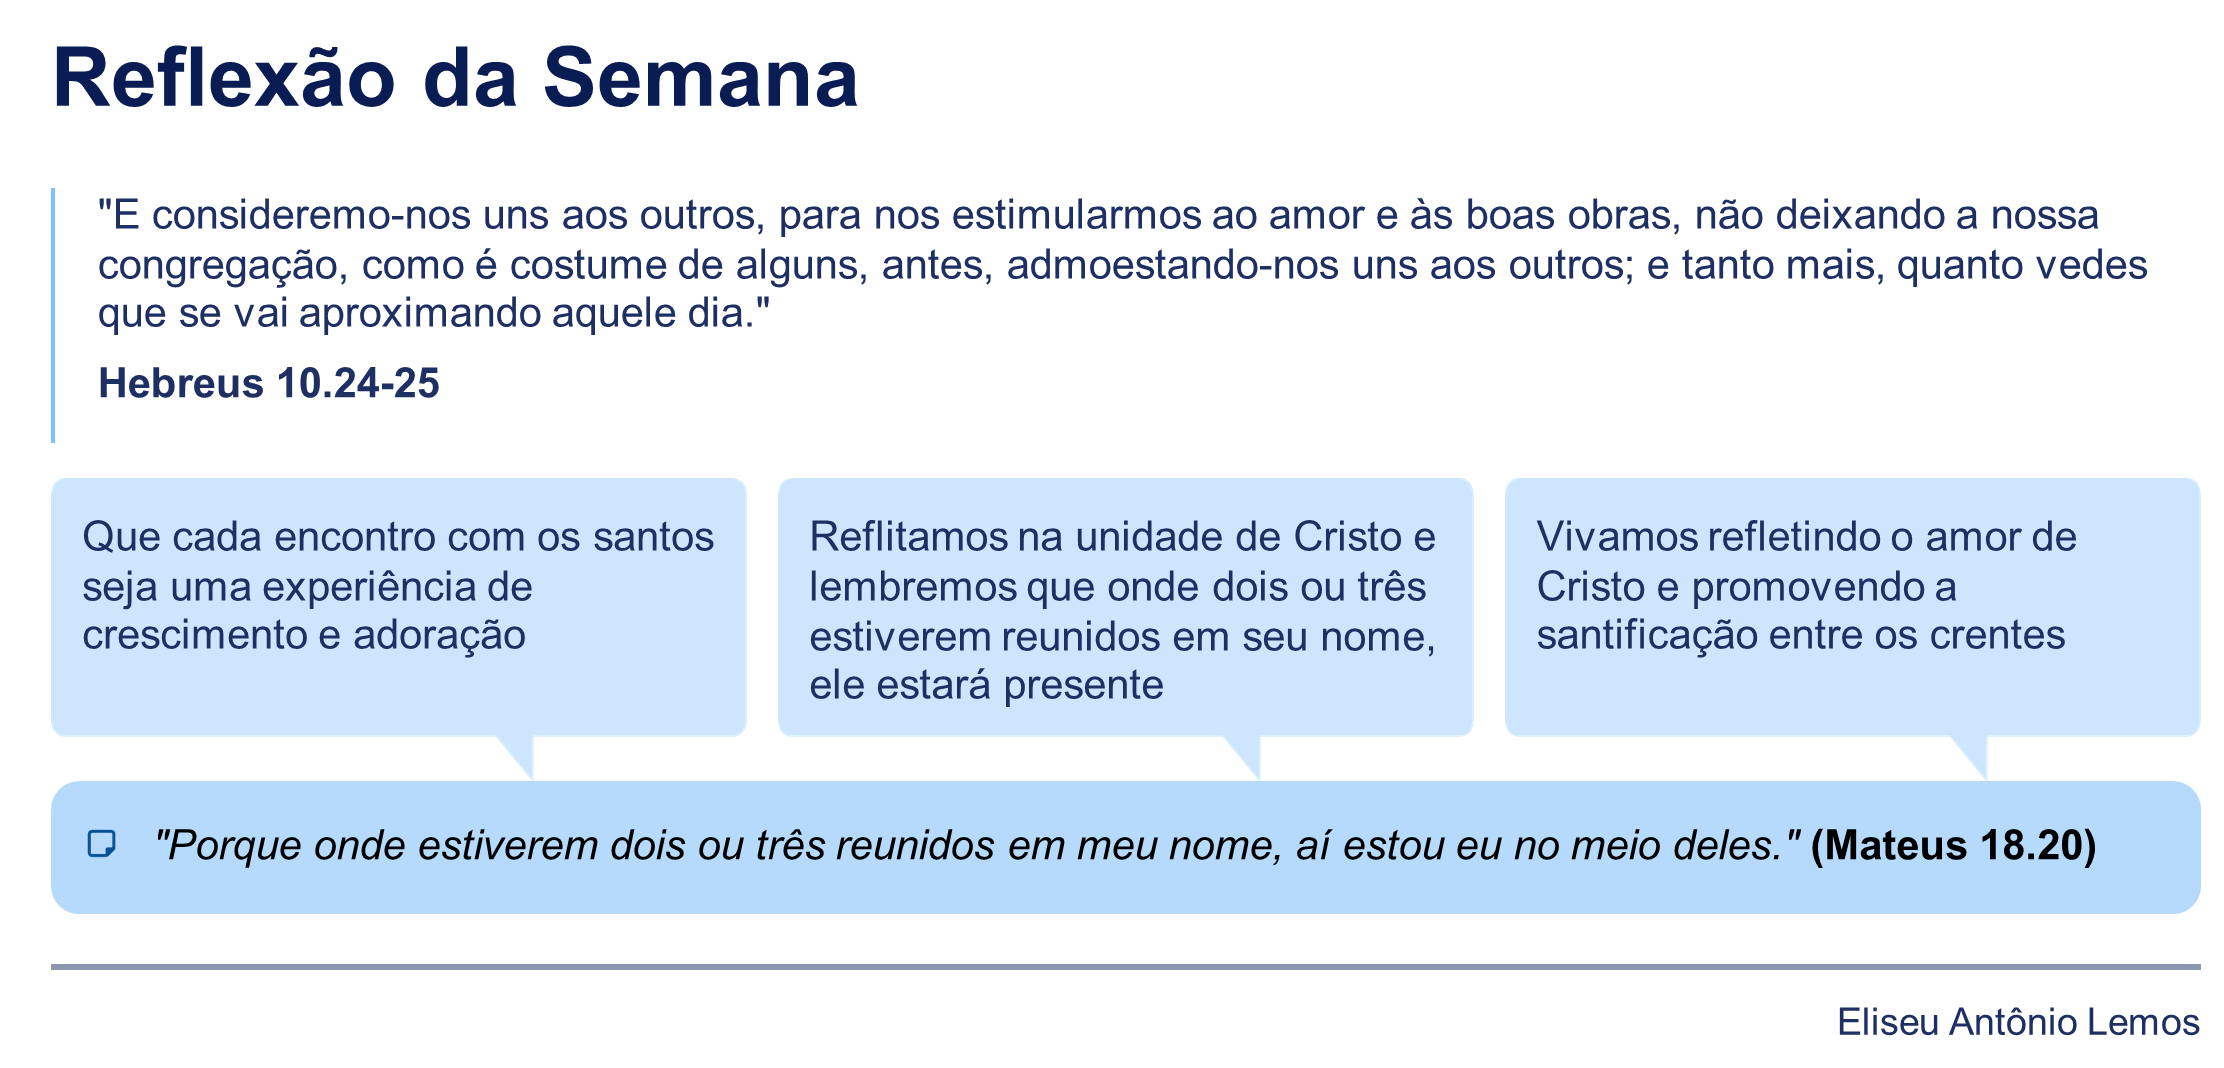 Reflexão da Semana
"E consideremo-nos uns aos outros, para nos estimularmos ao amor e às boas obras, não deixando a nossa
congregação, como é costume de alguns, antes, admoestando-nos uns aos outros; e tanto mais, quanto vedes
que se vai aproximando aquele dia."
Hebreus 10.24-25
Que cada encontro com os santos
seja uma experiência de
crescimento e adoração
Reflitamos na unidade de Cristo e
lembremos que onde dois ou três
estiverem reunidos em seu nome,
ele estará presente
Vivamos refletindo o amor de
Cristo e promovendo a
santificação entre os crentes
"Porque onde estiverem dois ou três reunidos em meu nome, aí estou eu no meio deles." (Mateus 18.20)
Eliseu Antônio Lemos